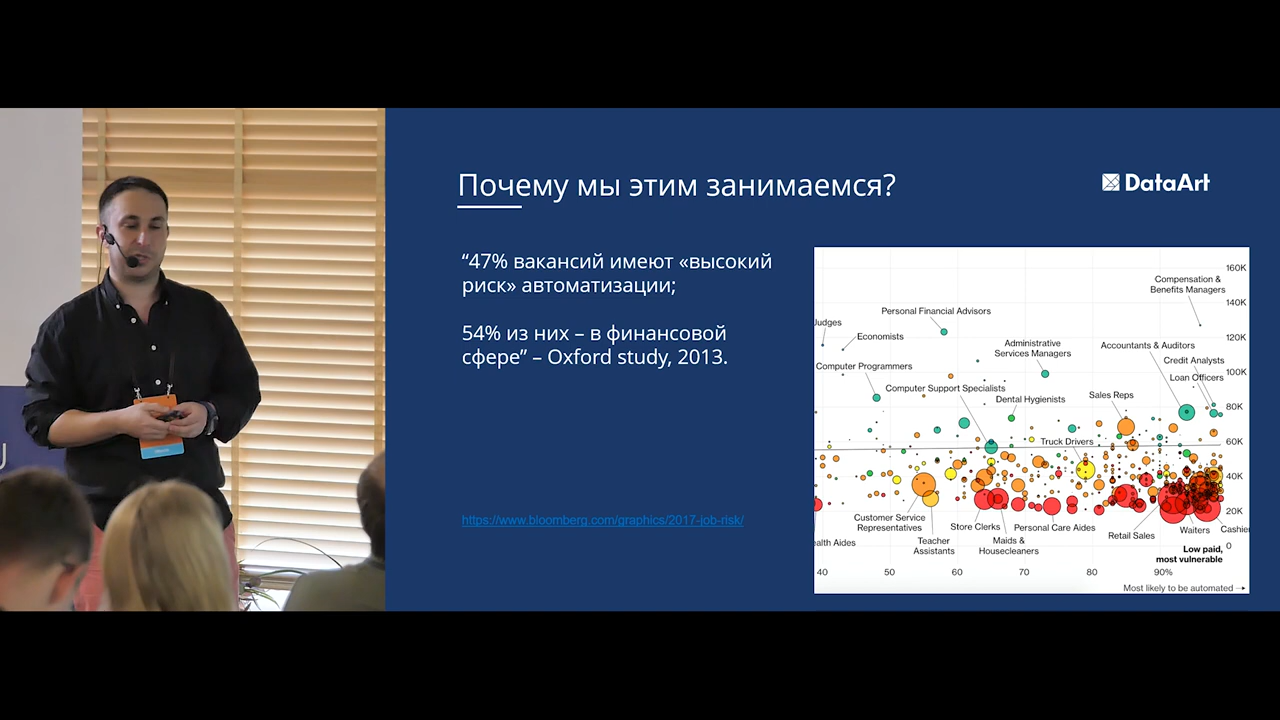 Почему мы этим занимаемся?
DataArt
“47% вакансий имеют «высокий
риск» автоматизации;
54% из них – в финансовой
сфере” – Oxford study, 2013.
https://www.bloomberg.com/graphics/2017-job-risk/
160K
Compensation &
Benefits Managers
140K
Personal Financial Advisors
Judges
120K
Economists
Administrative
Services Managers
Accountants & Auditors
Credit Analysts
Computer Programmers
100K
Loan Officers
Computer Support Specialists
Dental Hygienists
Sales Reps
80K
Truck Drivers
60K
40K
20K
Customer Service
Representatives
Store Clerks
Personal Care Aides
Retail Sales
Waiters
Cashie
ealth Aides
Teacher
Assistants
Maids &
Housecleaners
0
Low paid,
most vulnerable
40
50
60
70
80
90%
Most likely to be automated →
U